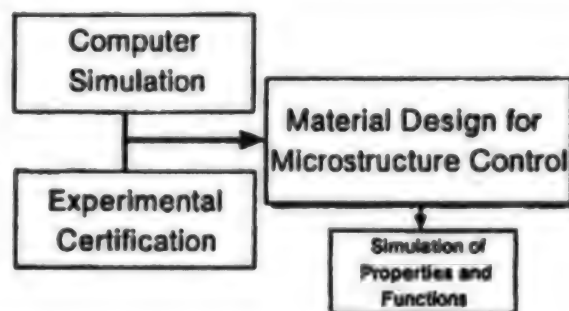 Computer
Simulation
Material Design for
Microstructure Control
Experimental
Certification
Simulation of
Properties and
Functions